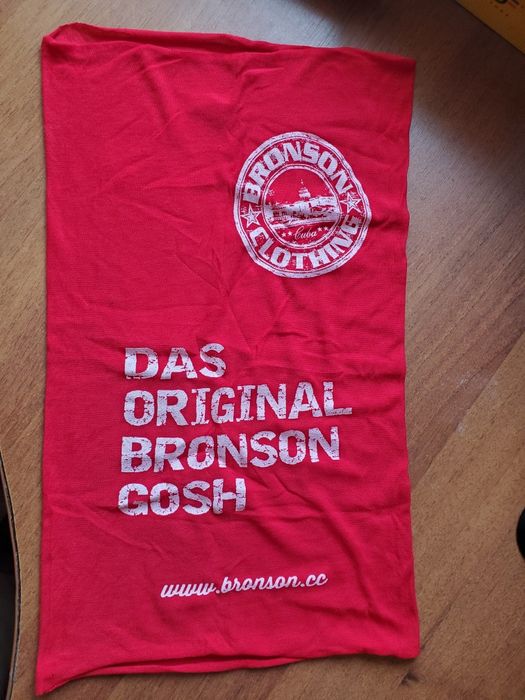 BRONSON
Cuba
CLOTHING
DAS
ORIGINAL
BRONSON
GOSH
www.bronson.cc